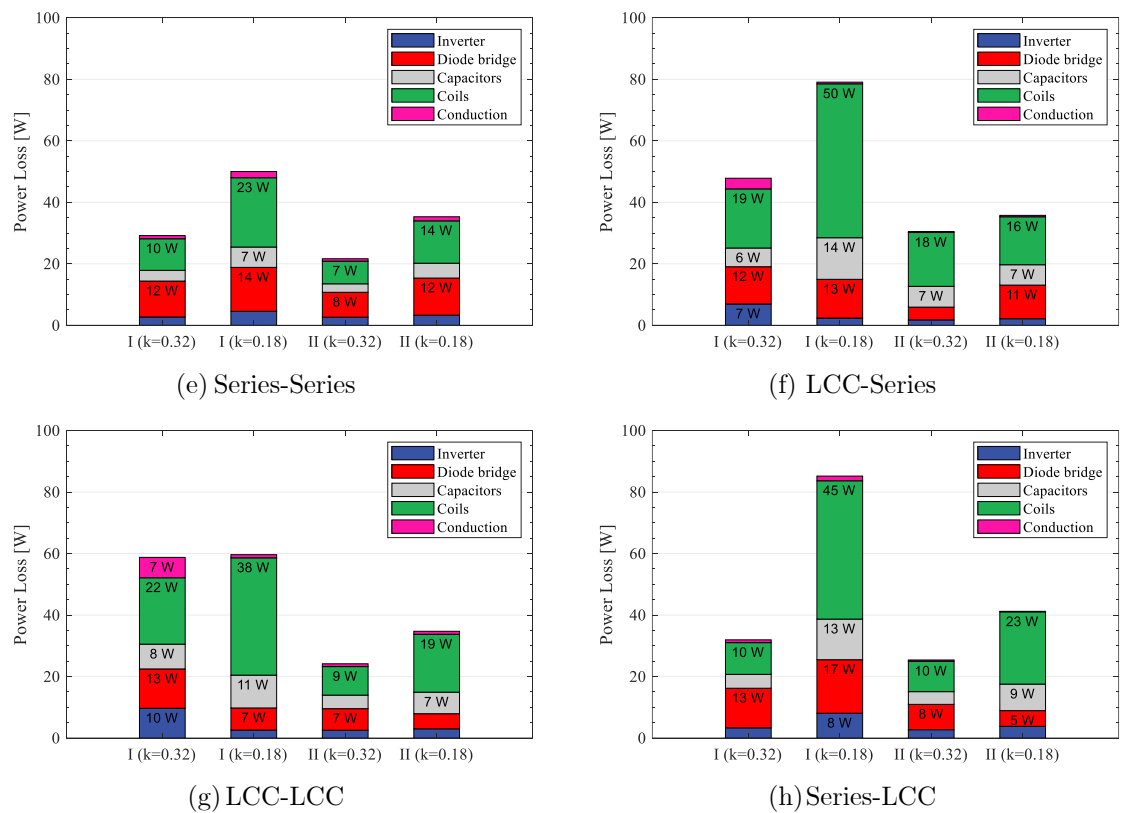 100
80
60
40
20
0
Power Loss [W]
Inverter
Diode bridge
Capacitors
Coils
Conduction
10 W
12 W
23 W
7 W
14 W
7 W
8 W
14 W
12 W
I (k=0.32) I (k=0.18) II (k=0.32) II (k=0.18)
(e) Series-Series
100
80
60
40
20
0
Power Loss [W]
Inverter
Diode bridge
Capacitors
Coils
Conduction
19 W
6 W
12 W
7 W
50 W
14 W
13 W
18 W
7 W
16 W
7 W
11 W
I (k=0.32) I (k=0.18) II (k=0.32) II (k=0.18)
(f) LCC-Series
100
80
60
40
20
0
Power Loss [W]
Inverter
Diode bridge
Capacitors
Coils
Conduction
7 W
22 W
8 W
13 W
10 W
38 W
11 W
7 W
9 W
7 W
19 W
7 W
I (k=0.32) I (k=0.18) II (k=0.32) II (k=0.18)
(g) LCC-LCC
100
80
60
40
20
0
Power Loss [W]
Inverter
Diode bridge
Capacitors
Coils
Conduction
10 W
13 W
45 W
13 W
17 W
8 W
10 W
8 W
23 W
9 W
5 W
I (k=0.32) I (k=0.18) II (k=0.32) II (k=0.18)
(h) Series-LCC